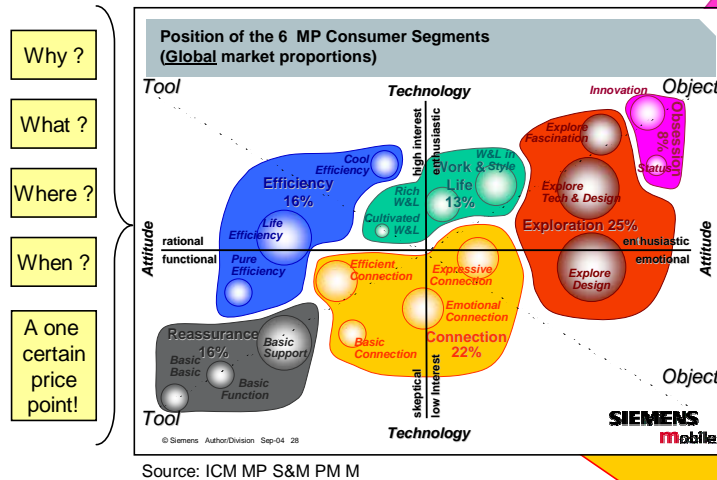 Why ?
What ?
Where ?
When ?
A one
certain
price
point!
Position of the 6 MP Consumer Segments
(Global market proportions)
Tool
Technology
Object
Innovation
high interest
enthusiastic
Obsession
8%
Status
Explore
Fascination
Explore
Tech & Design
Exploration 25%
Explore
Design
Cool
Efficiency
Efficiency
16%
Life
Efficiency
Pure
Efficiency
W&L in
Style
Work &
Life
13%
Rich
W&L
Cultivated
W&L
Attitude
rational
functional
enthusiastic
emotional
Attitude
Efficient
Connection
Expressive
Connection
Emotional
Connection
Basic
Connection
Connection
22%
Reassurance
16%
Basic
Support
Basic
Basic
Basic
Function
skeptical
low Interest
Tool
Technology
Object
© Siemens Author/Division Sep-04 28
SIEMENS
mobile
Source: ICM MP S&M PM M